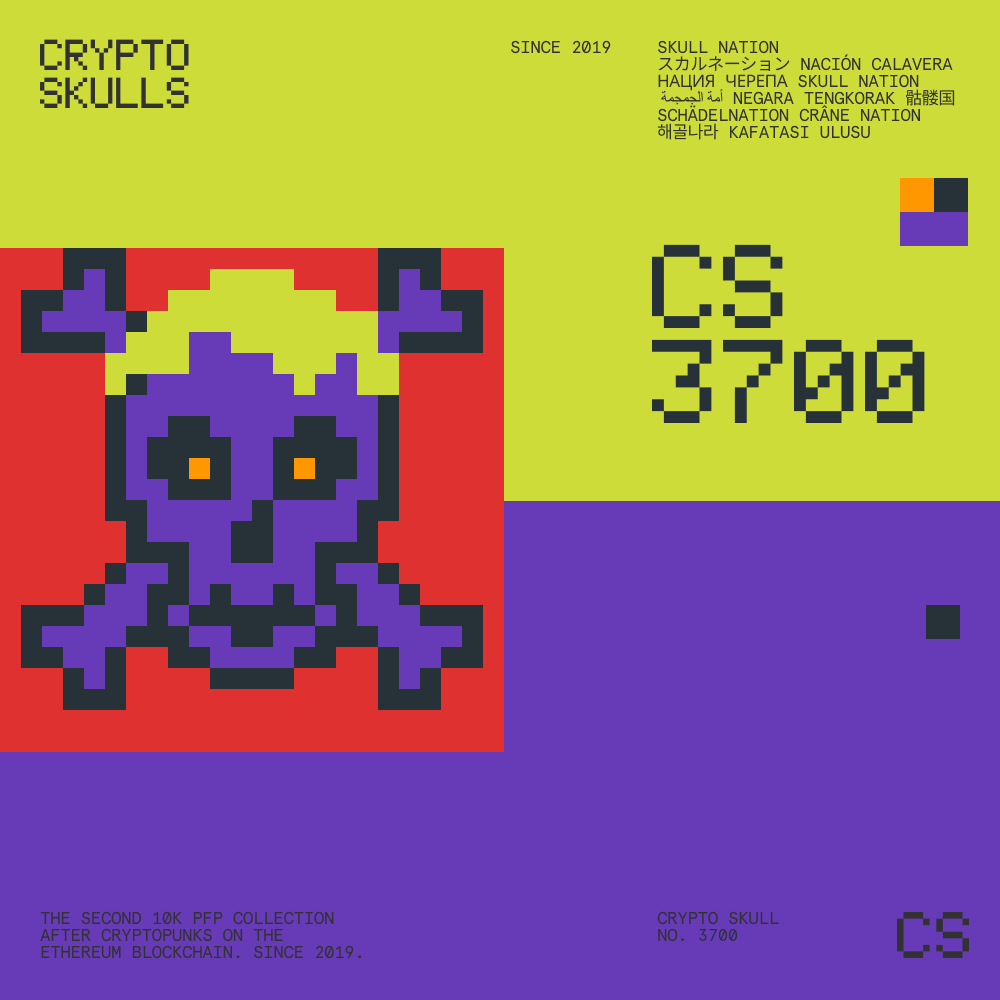 CRYPTO
SKULLS
SINCE 2019
SKULL NATION
スカルネーション NACIÓN CALAVERA
НАЦИЯ ЧЕРЕПА SKULL NATION
أمة الجمجمة NEGARA TENGKORAK 骷髅国
SCHÄDELNATION CRÂNE NATION
해골나라 KAFATASI ULUSU
CS
3700
THE SECOND 10K PFP COLLECTION
AFTER CRYPTOPUNKS ON THE
ETHEREUM BLOCKCHAIN. SINCE 2019.
CRYPTO SKULL
NO. 3700
CS